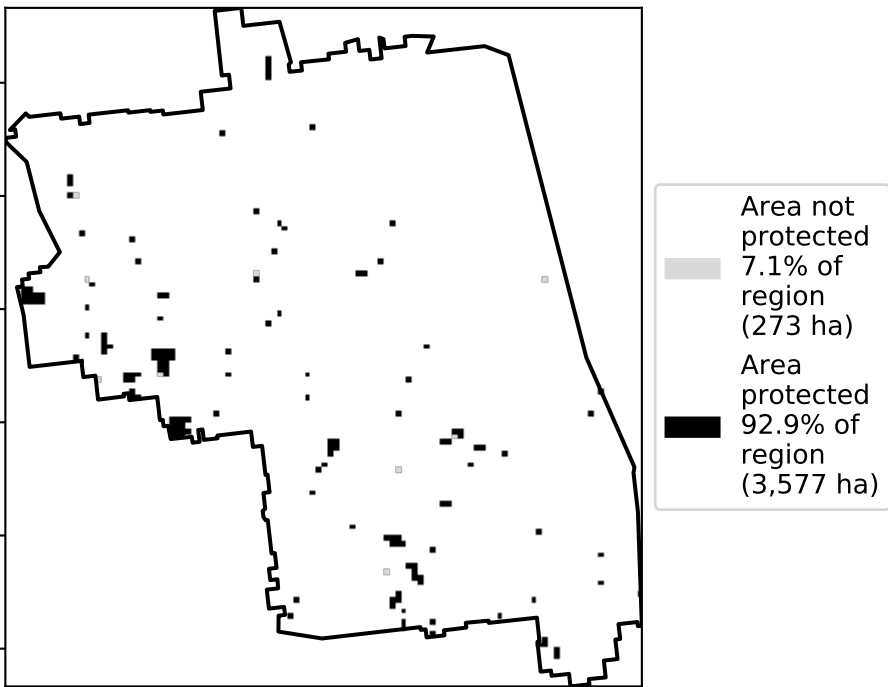 Area not
protected
7.1% of
region
(273 ha)
Area
protected
92.9% of
region
(3,577 ha)